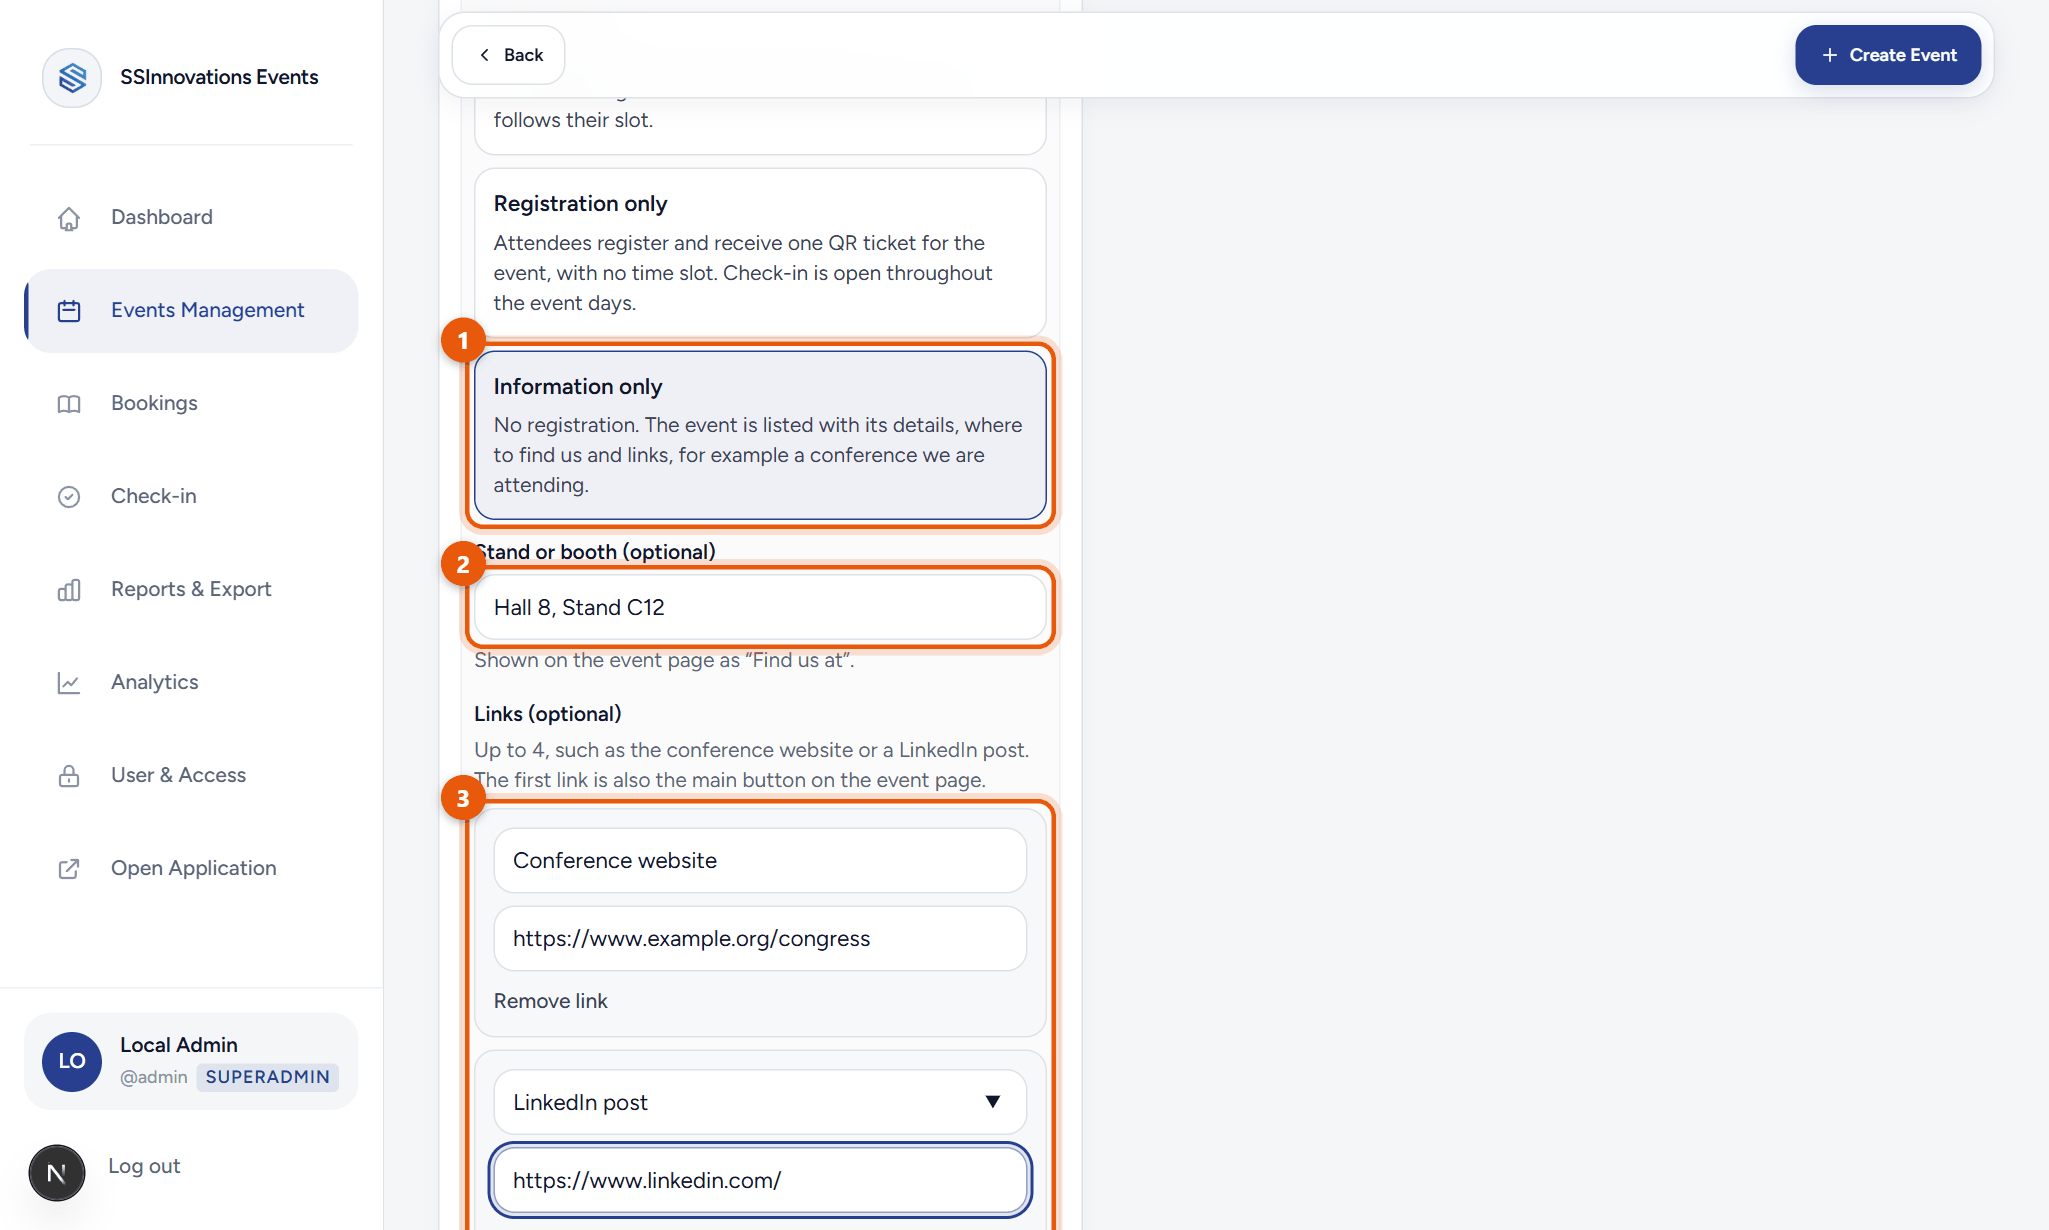 SSInnovations Events
Dashboard
Events Management
Bookings
Check-in
Reports & Export
Analytics
User & Access
Open Application
LO
Local Admin
@admin SUPERADMIN
N
Log out
Back
+ Create Event
follows their slot.
Registration only
Attendees register and receive one QR ticket for the
event, with no time slot. Check-in is open throughout
the event days.
1
Information only
No registration. The event is listed with its details, where
to find us and links, for example a conference we are
attending.
2
Stand or booth (optional)
Hall 8, Stand C12
Shown on the event page as “Find us at”.
Links (optional)
Up to 4, such as the conference website or a LinkedIn post.
The first link is also the main button on the event page.
3
Conference website
https://www.example.org/congress
Remove link
LinkedIn post
https://www.linkedin.com/